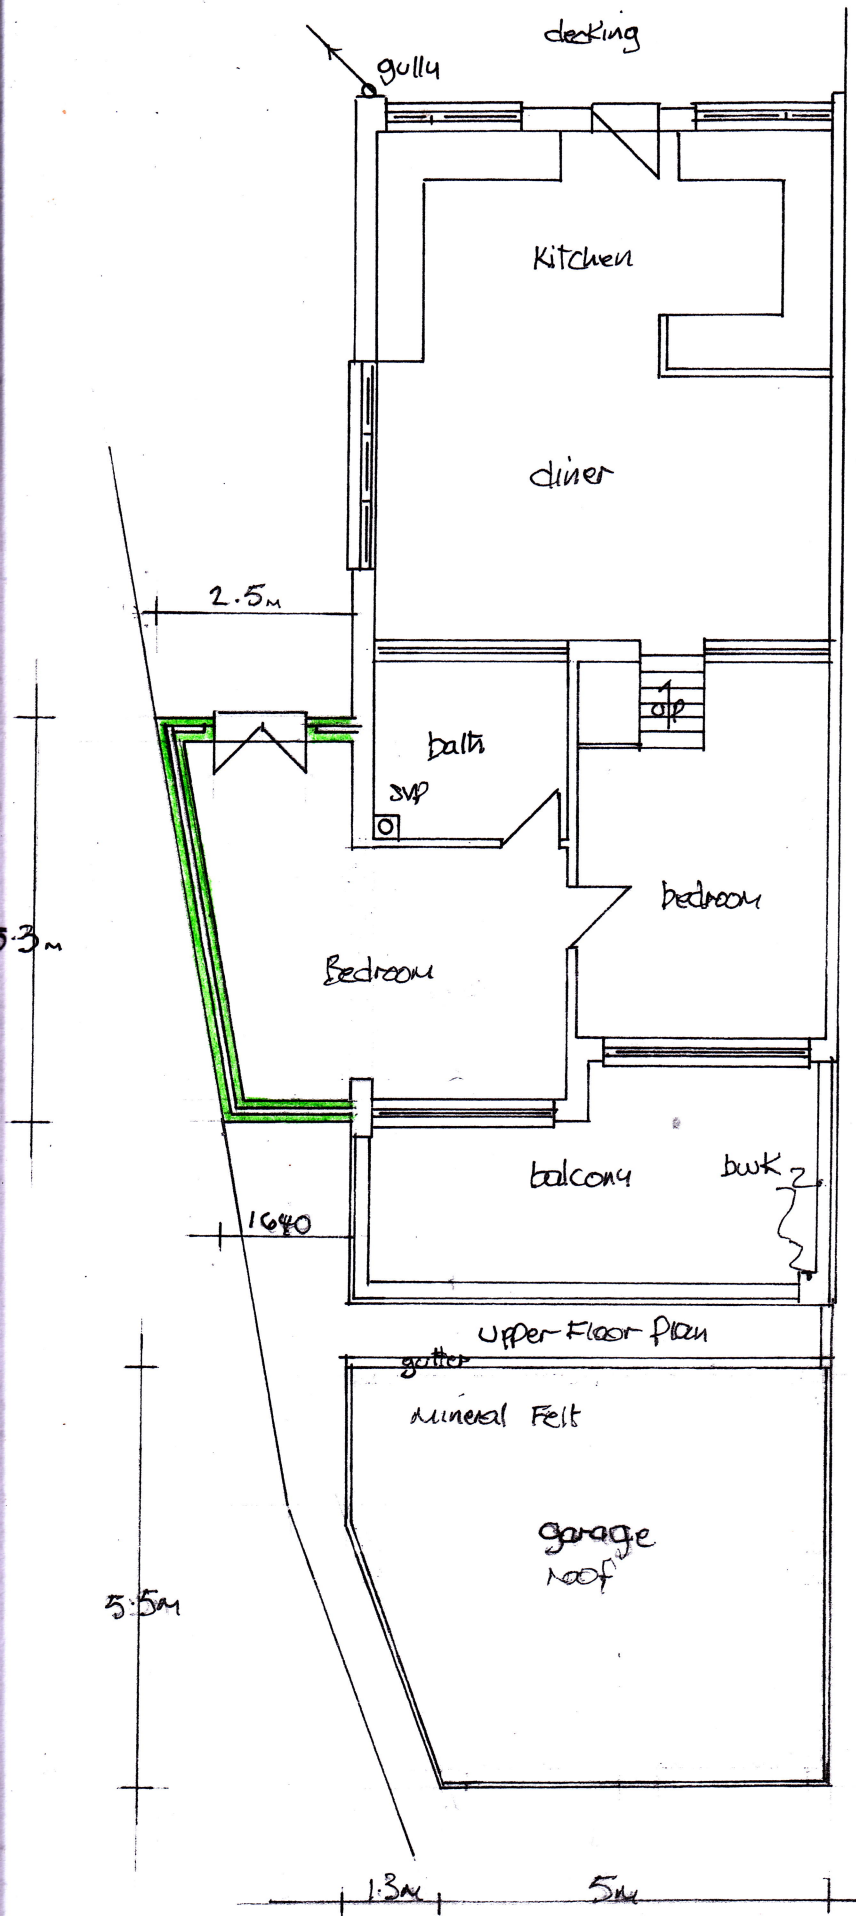 decking
gully
Kitchen
diner
2.5m
up
bath
SVP
bedroom
.3m
Bedroom
balcony
bwk
1640
Upper Floor Plan
gutter
Mineral Felt
garage
roof
5.5m
1.3m
5m